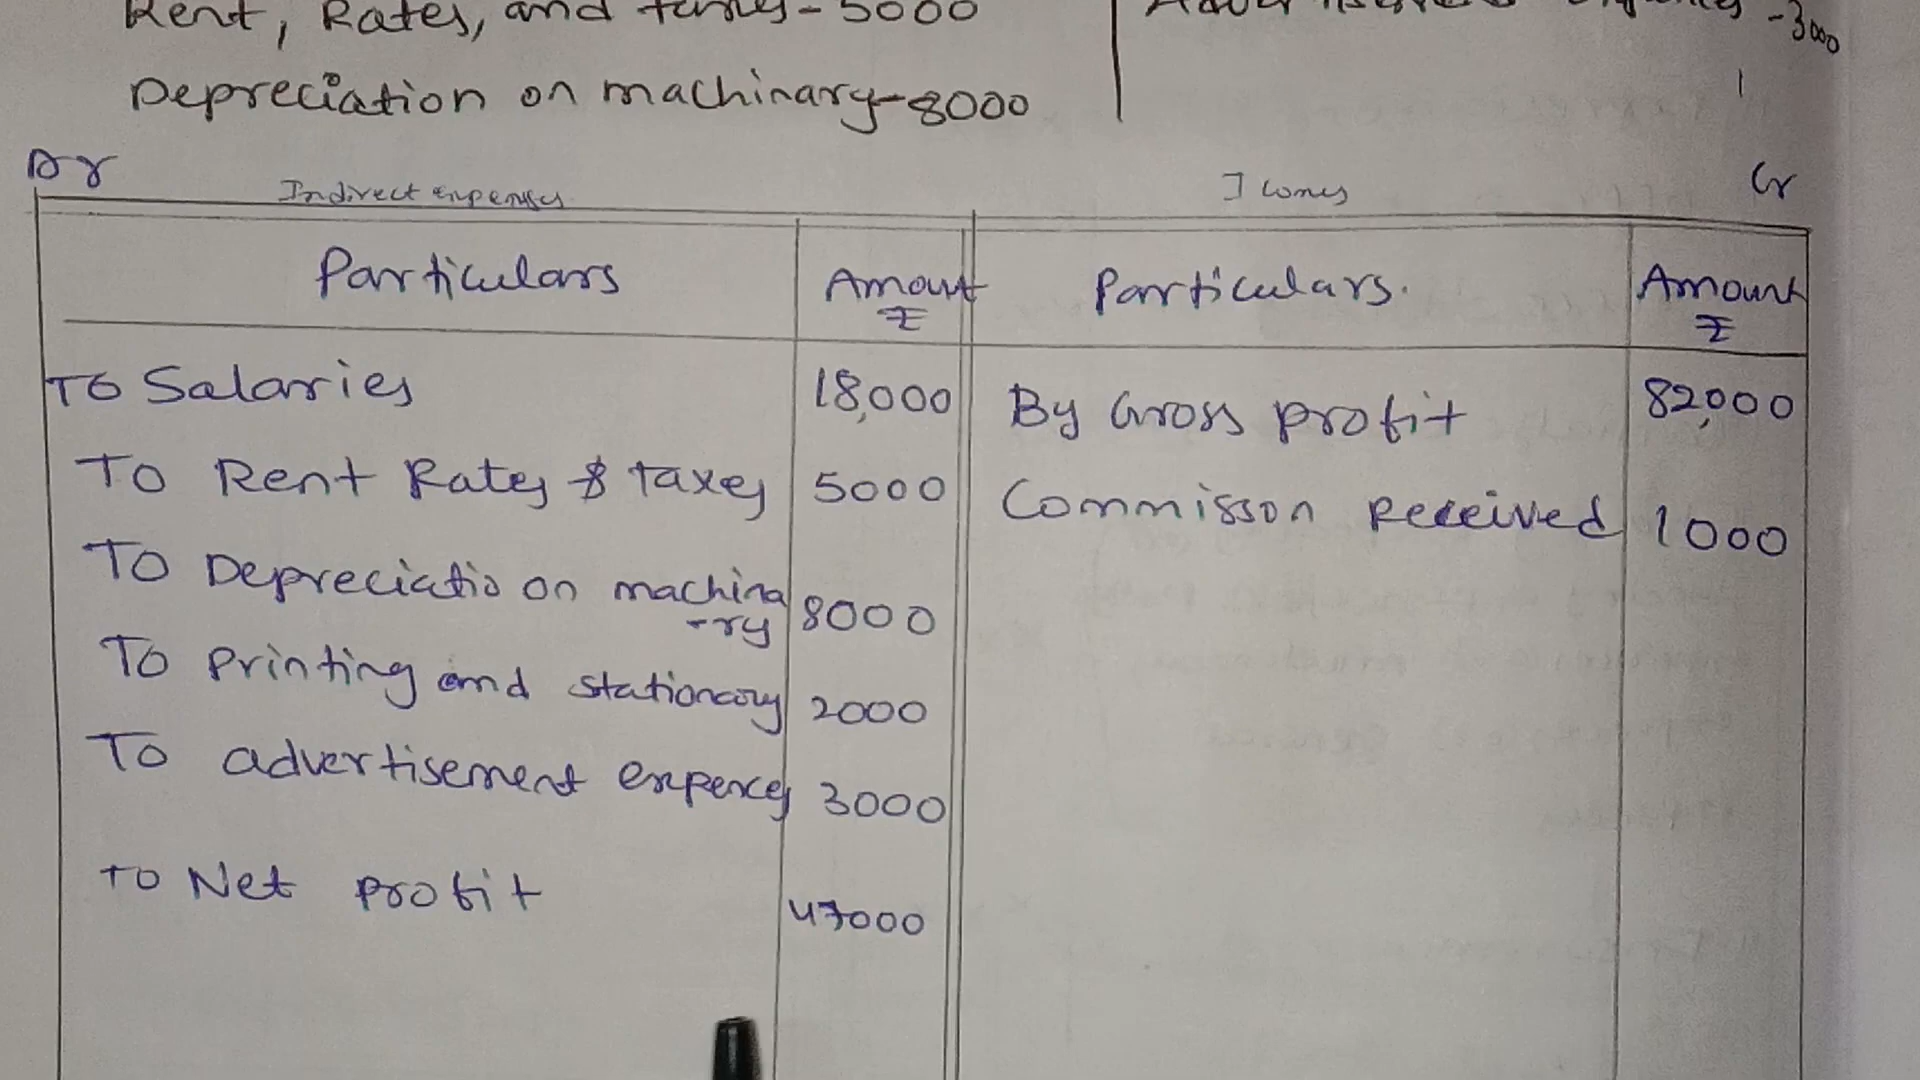 Rent, Rates, and taxes - 5000
Depreciation on machinary-8000
-3000
Dr
Indirect expenses
Cr
Particulars
Amount
₹
Particulars.
Amount
₹
To Salaries
18,000
By Gross profit
82,000
To Rent Rates & taxes
5000
Commisson Received
1000
To Depreciatio on machina
-ry
8000
To printing and stationary
2000
To advertisement expences
3000
To Net profit
47000